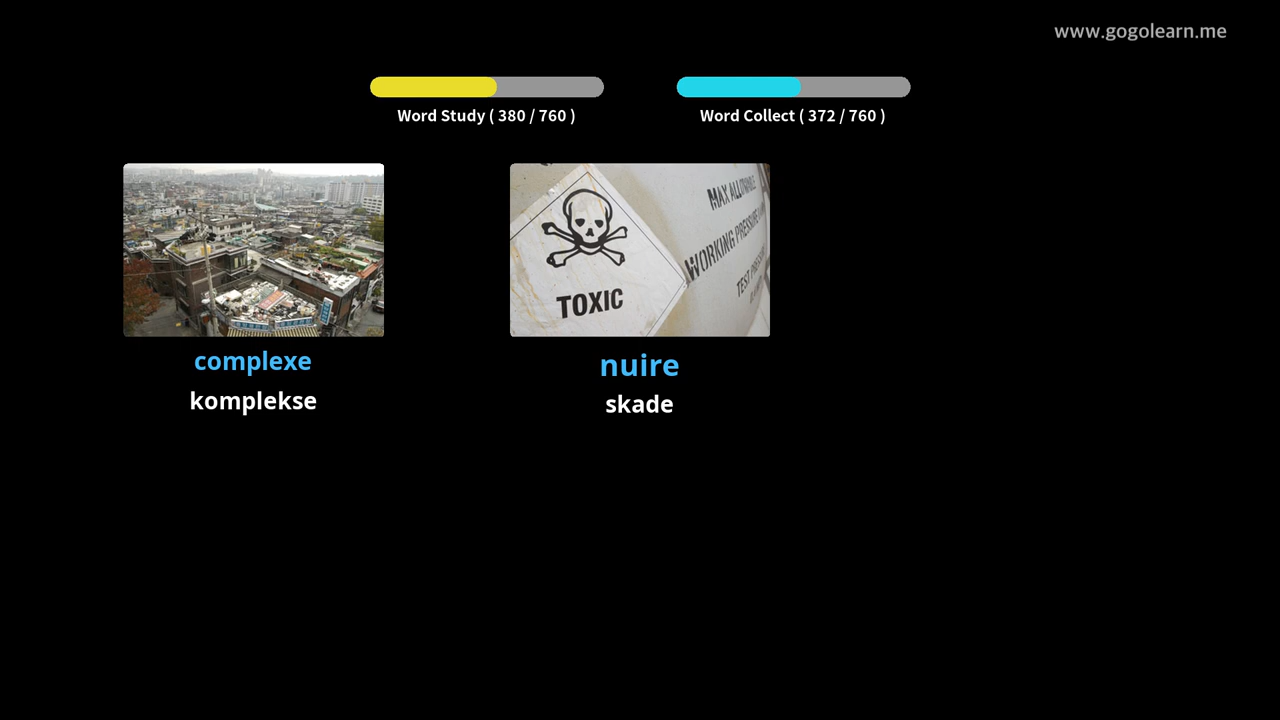 www.gogolearn.me
Word Study ( 380 / 760 )
Word Collect ( 372 / 760 )
TOXIC
MAX ALLOWABLE
WORKING PRESSURE
TEST
complexe
komplekse
nuire
skade